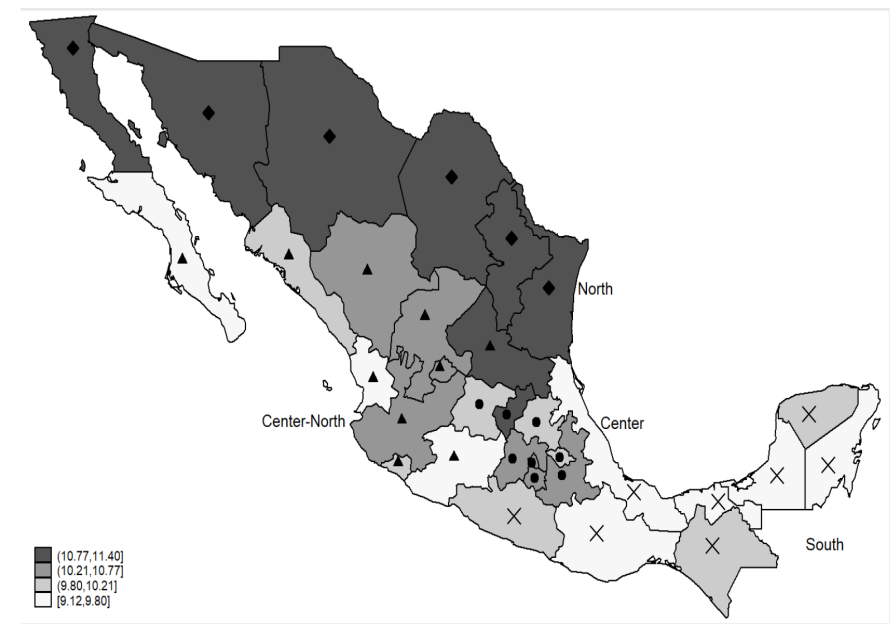 North
Center-North
Center
South
(10.77,11.40]
(10.21,10.77]
(9.80,10.21]
[9.12,9.80]